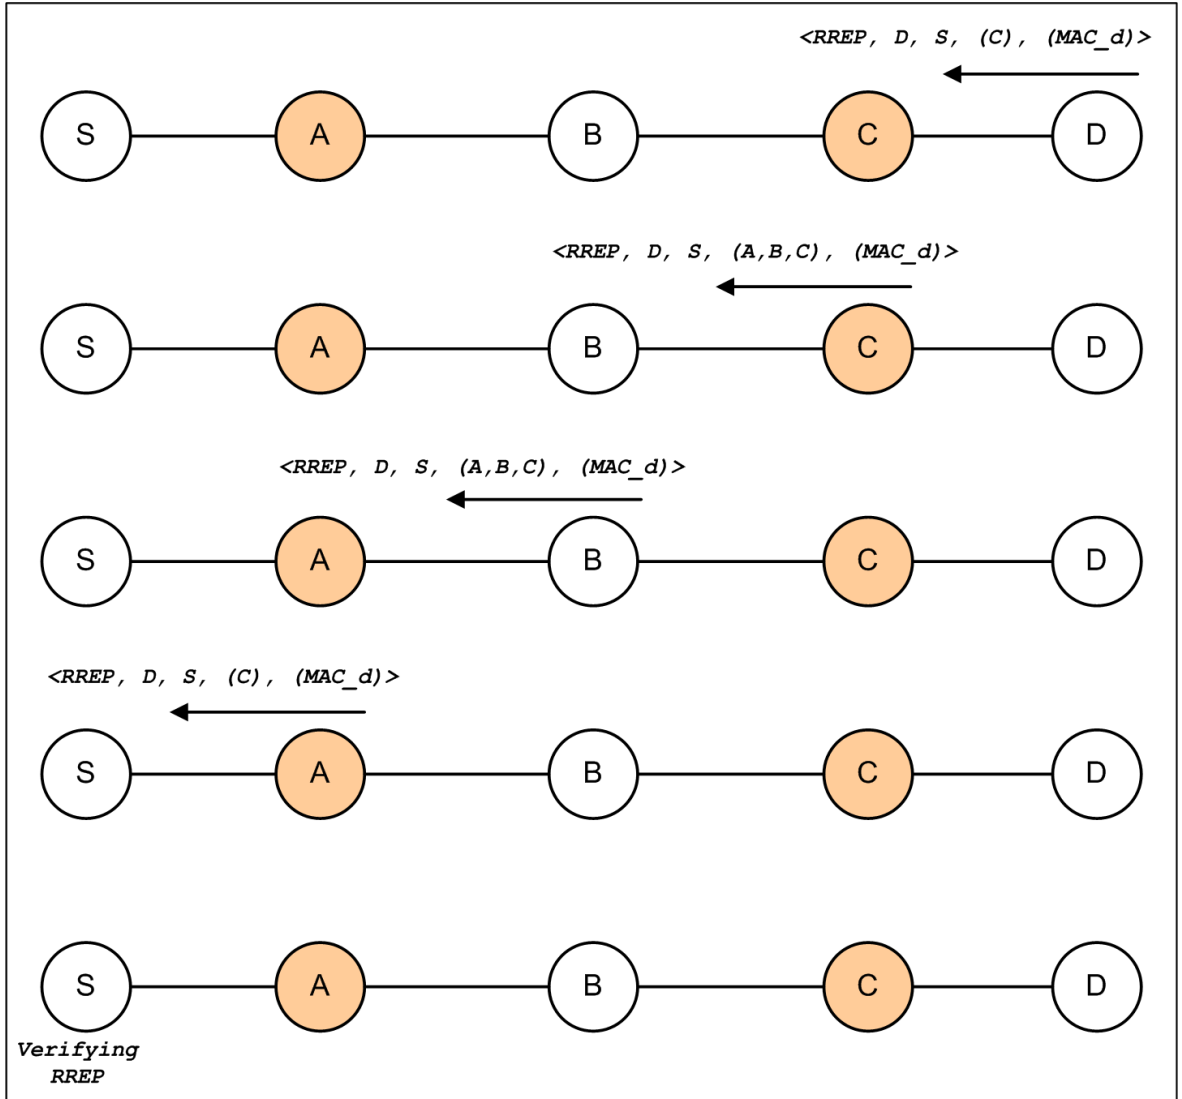 <RREP, D, S, (C), (MAC_d)>
S A B C D
<RREP, D, S, (A,B,C), (MAC_d)>
S A B C D
<RREP, D, S, (A,B,C), (MAC_d)>
S A B C D
<RREP, D, S, (C), (MAC_d)>
S A B C D
S A B C D
Verifying
RREP